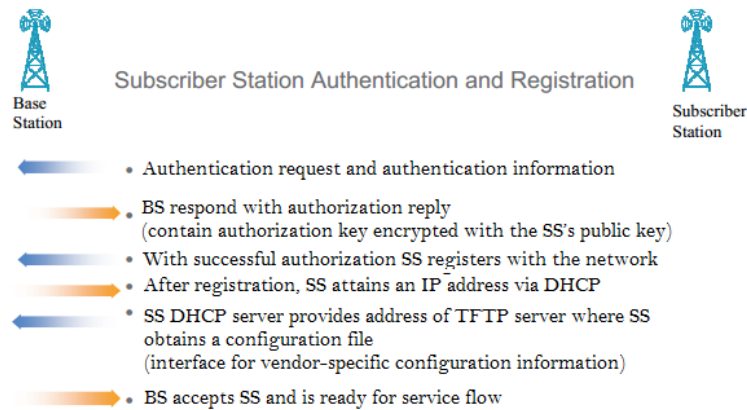 Subscriber Station Authentication and Registration
Base
Station
Subscriber
Station
• Authentication request and authentication information
• BS respond with authorization reply
(contain authorization key encrypted with the SS's public key)
• With successful authorization SS registers with the network
• After registration, SS attains an IP address via DHCP
• SS DHCP server provides address of TFTP server where SS
obtains a configuration file
(interface for vendor-specific configuration information)
• BS accepts SS and is ready for service flow